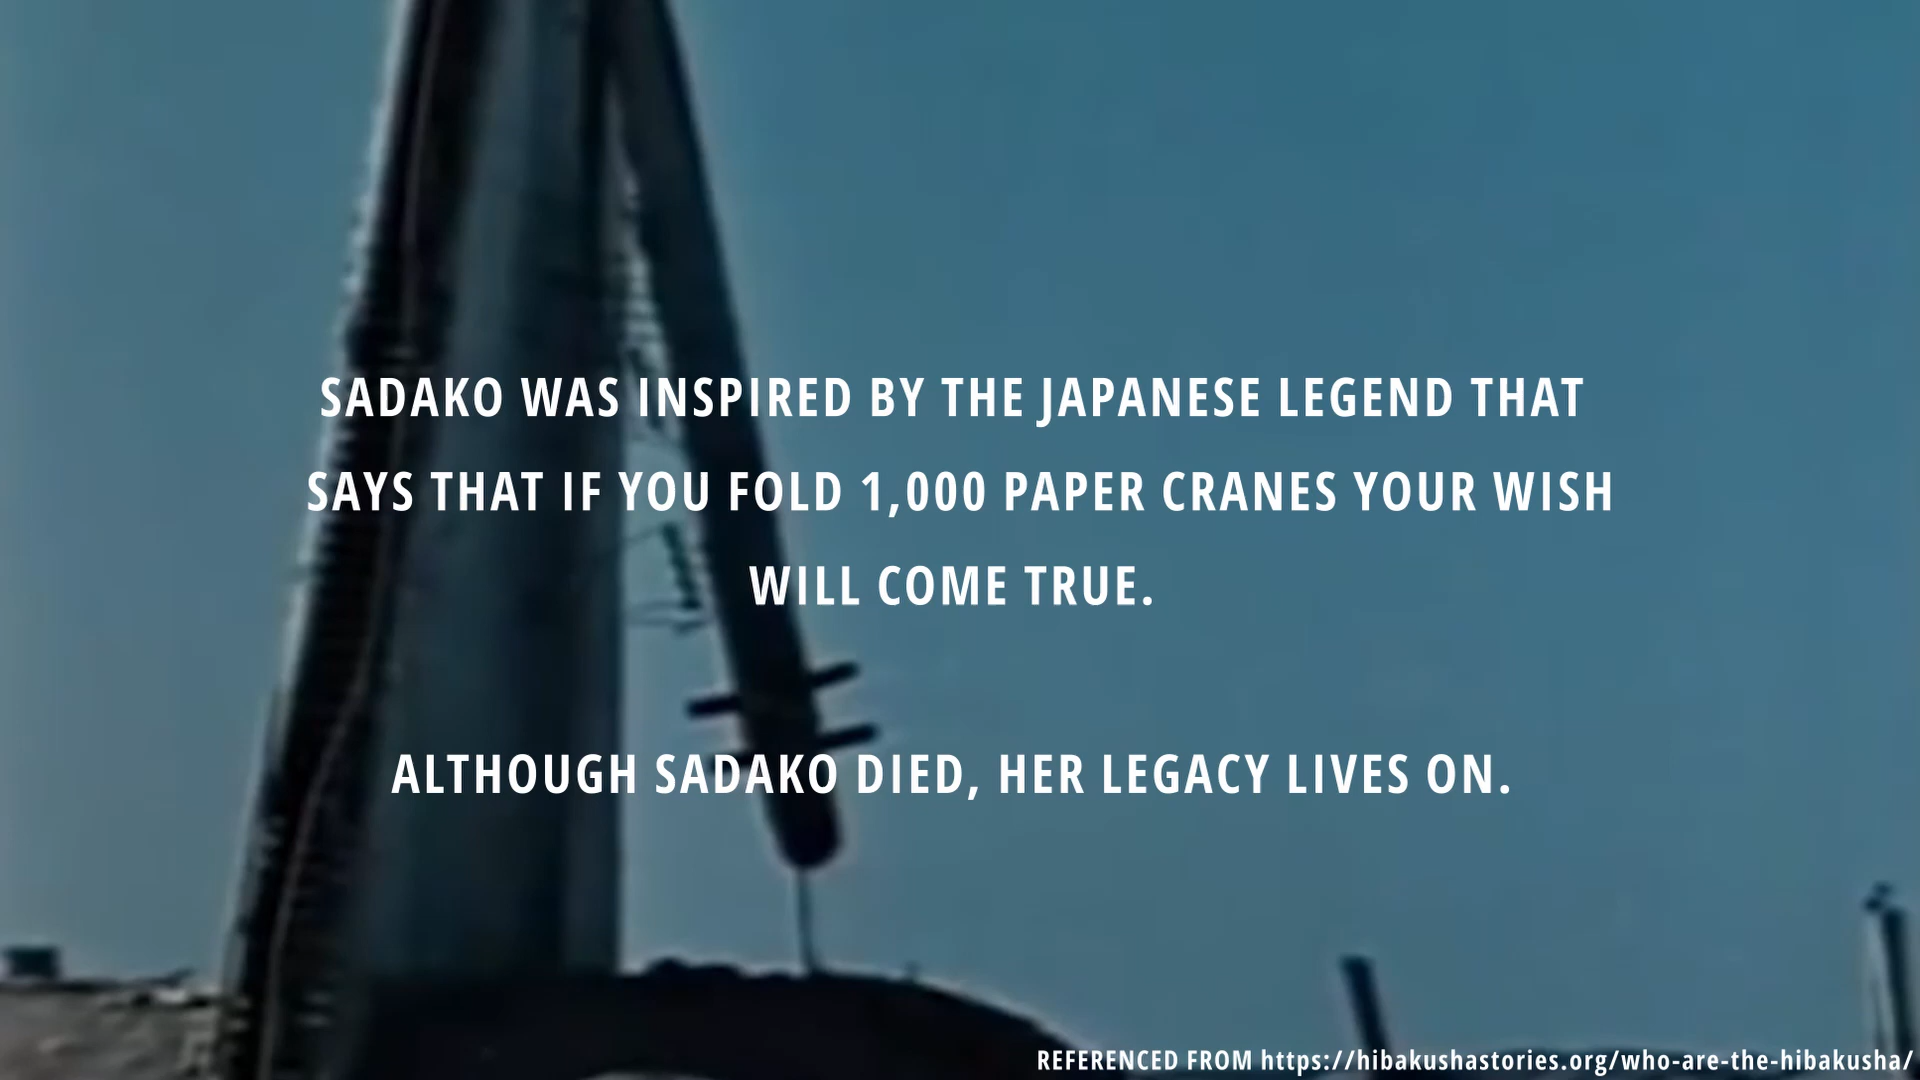 SADAKO WAS INSPIRED BY THE JAPANESE LEGEND THAT
SAYS THAT IF YOU FOLD 1,000 PAPER CRANES YOUR WISH
WILL COME TRUE.
ALTHOUGH SADAKO DIED, HER LEGACY LIVES ON.
REFERENCED FROM https://hibakushastories.org/who-are-the-hibakusha/